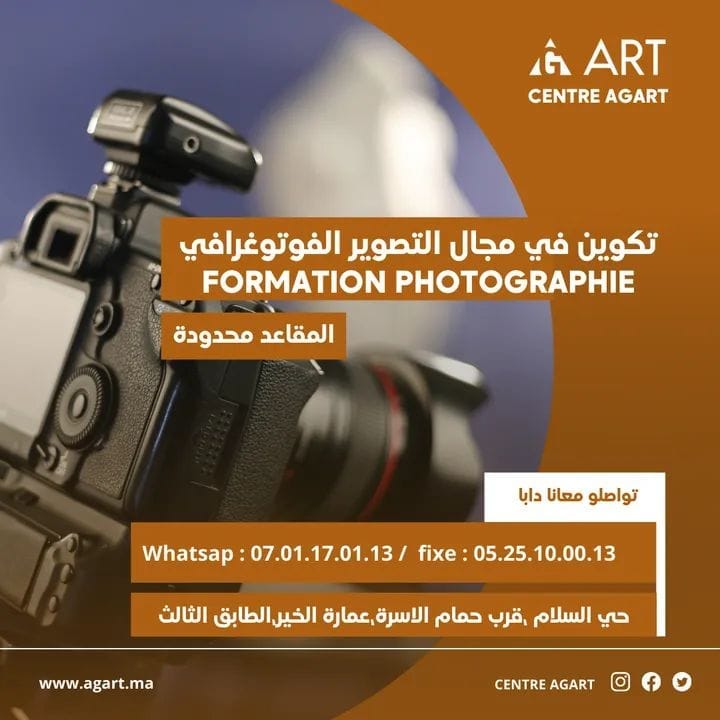 ART
CENTRE AGART
تكوين في مجال التصوير الفوتوغرافي
FORMATION PHOTOGRAPHIE
المقاعد محدودة
تواصلو معانا دابا
Whatsap : 07.01.17.01.13 / fixe : 05.25.10.00.13
حي السلام ,قرب حمام الاسرة,عمارة الخير,الطابق الثالث
www.agart.ma
CENTRE AGART